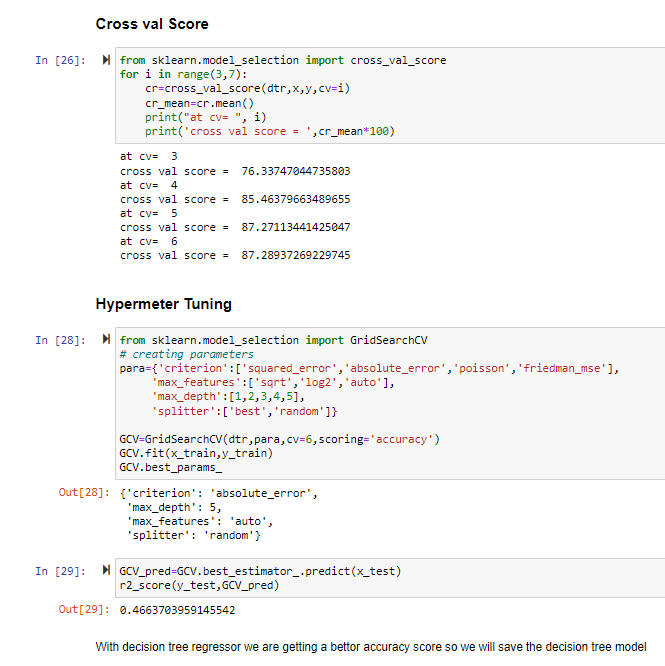 Cross val Score
In [26]: from sklearn.model_selection import cross_val_score
for i in range(3,7):
    cr=cross_val_score(dtr,x,y,cv=i)
    cr_mean=cr.mean()
    print("at cv= ", i)
    print('cross val score = ',cr_mean*100)
at cv=  3
cross val score =  76.33747044735803
at cv=  4
cross val score =  85.46379663489655
at cv=  5
cross val score =  87.27113441425047
at cv=  6
cross val score =  87.28937269229745
Hypermeter Tuning
In [28]: from sklearn.model_selection import GridSearchCV
# creating parameters
para={'criterion':['squared_error','absolute_error','poisson','friedman_mse'],
     'max_features':['sqrt','log2','auto'],
     'max_depth':[1,2,3,4,5],
     'splitter':['best','random']}
GCV=GridSearchCV(dtr,para,cv=6,scoring='accuracy')
GCV.fit(x_train,y_train)
GCV.best_params_
Out[28]: {'criterion': 'absolute_error',
 'max_depth': 5,
 'max_features': 'auto',
 'splitter': 'random'}
In [29]: GCV_pred=GCV.best_estimator_.predict(x_test)
r2_score(y_test,GCV_pred)
Out[29]: 0.4663703959145542
With decision tree regressor we are getting a bettor accuracy score so we will save the decision tree model